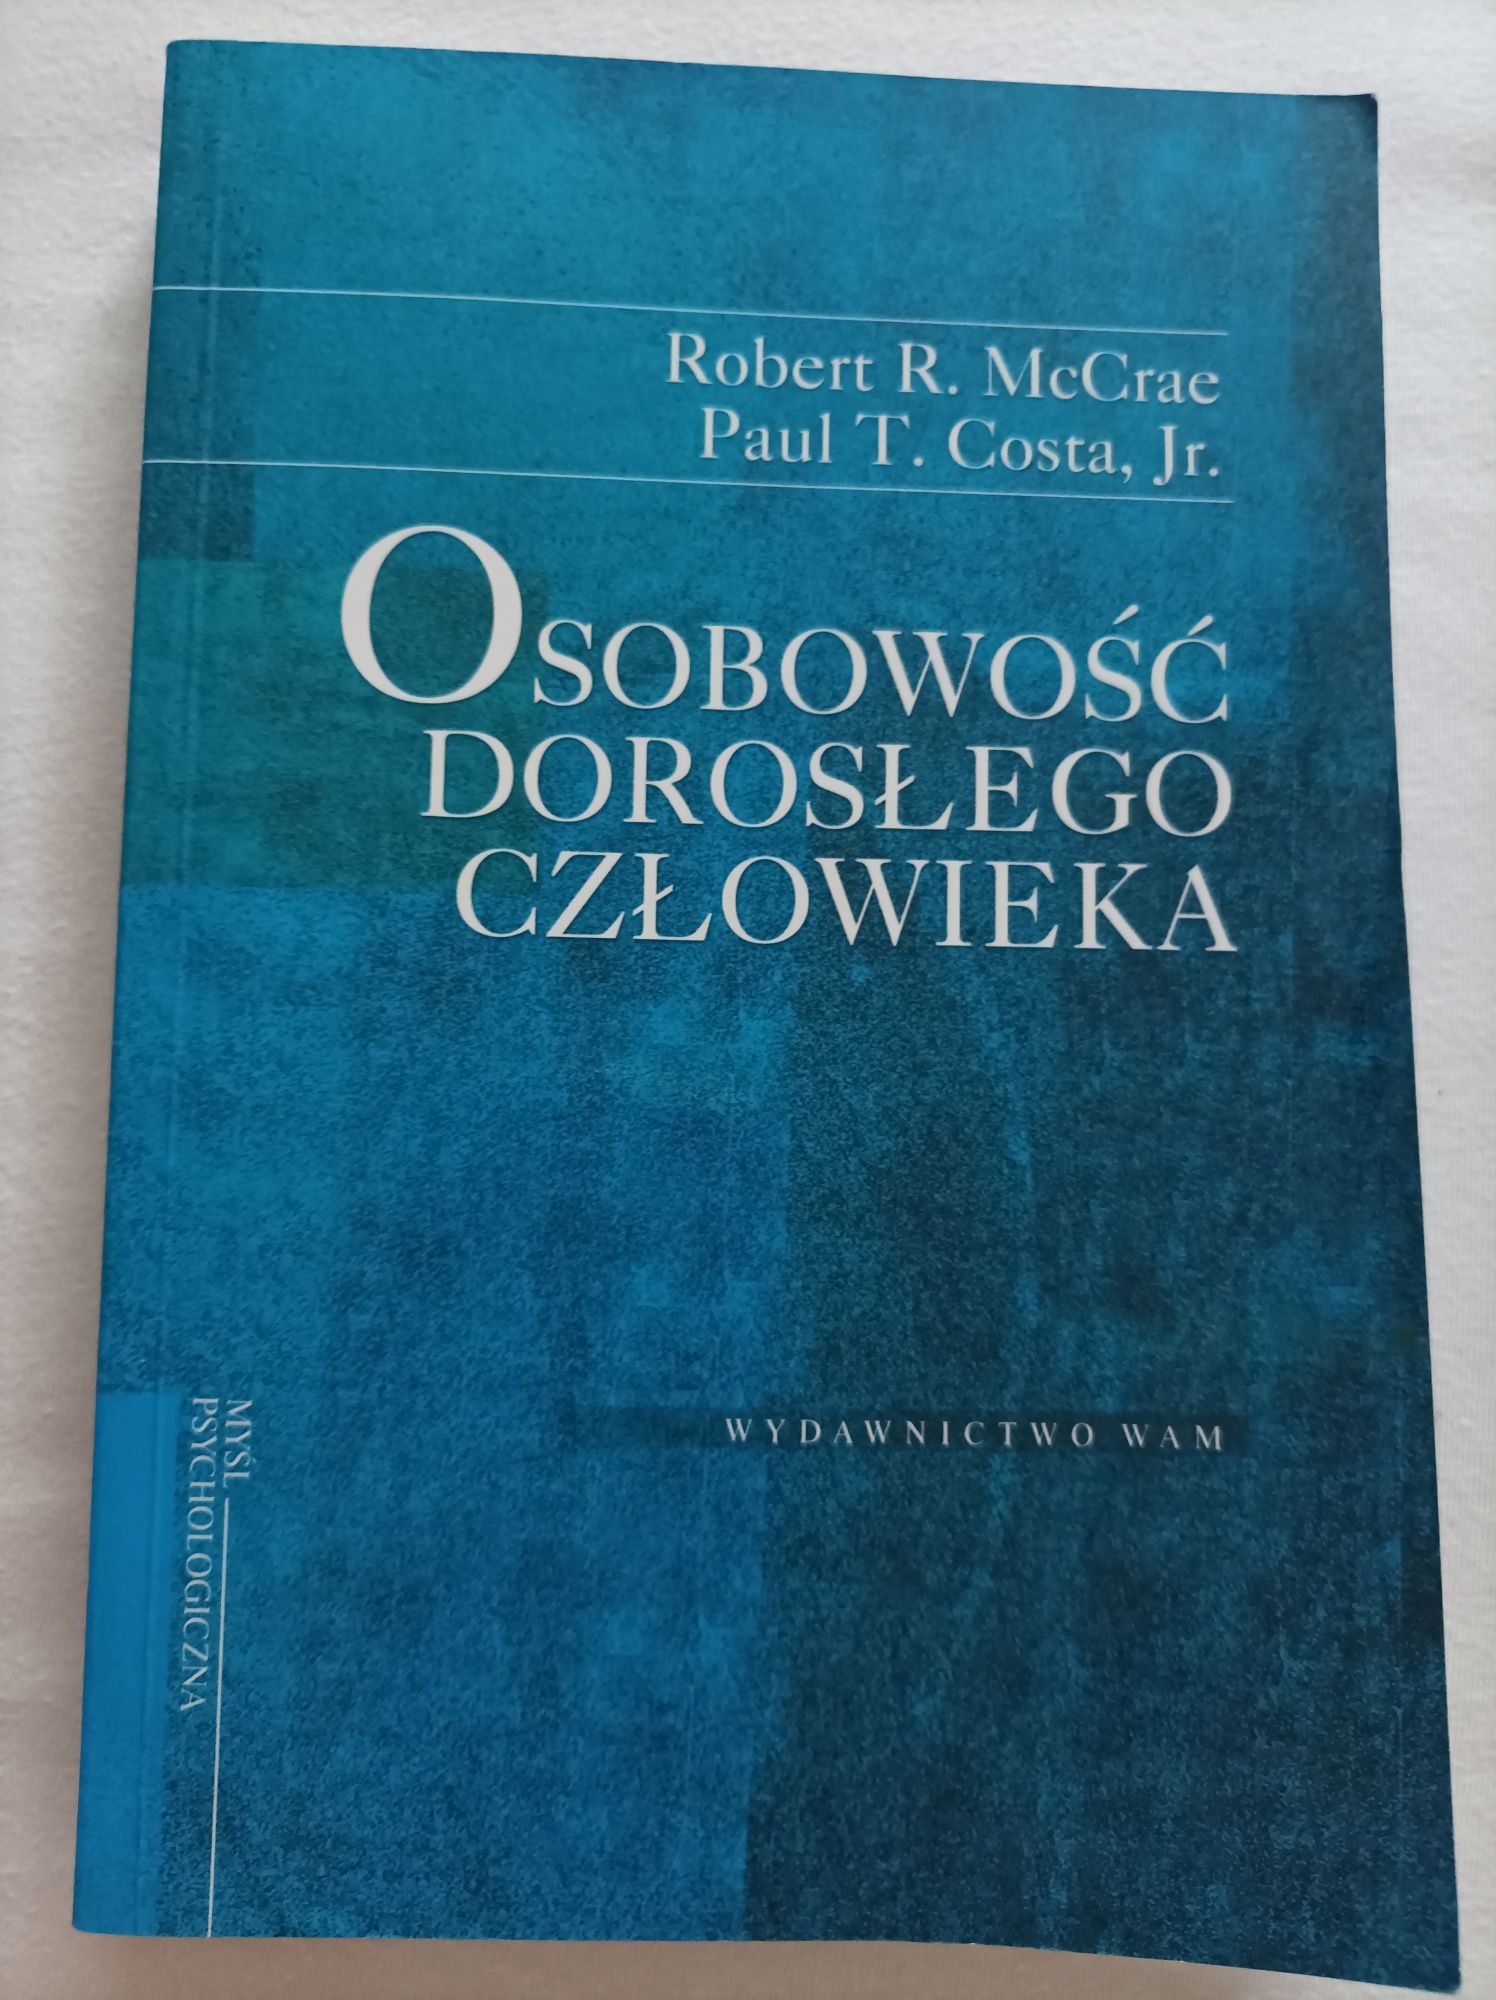 Robert R. McCrae
Paul T. Costa, Jr.
OSOBOWOŚĆ
DOROSŁEGO
CZŁOWIEKA
WYDAWNICTWO WAM
MYŚL
PSYCHOLOGICZNA